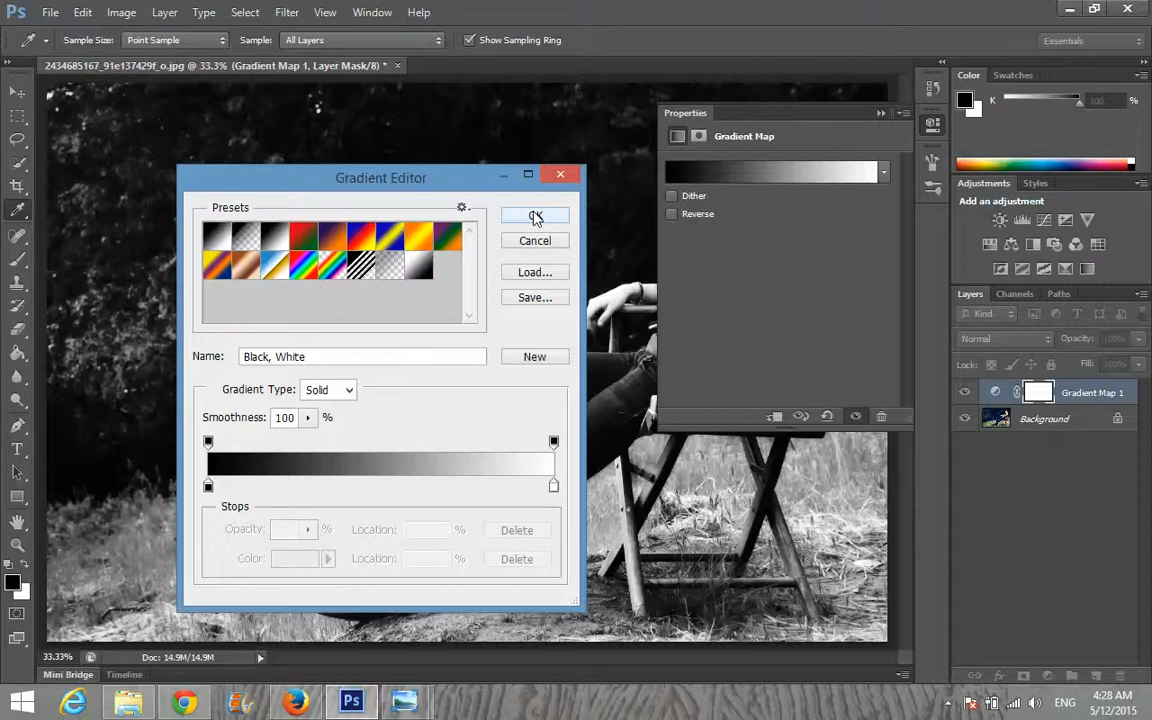 Ps File Edit Image Layer Type Select Filter View Window Help
Sample Size: Point Sample Sample: All Layers Show Sampling Ring Essentials
2434685167_91e137429f_o.jpg @ 33.3% (Gradient Map 1, Layer Mask/8) *
Color Swatches
K 100 %
Properties
Gradient Map
Dither
Reverse
Gradient Editor
Presets
OK
Cancel
Load...
Save...
Name: Black, White New
Gradient Type: Solid
Smoothness: 100 %
Stops
Opacity: % Location: % Delete
Color: Location: % Delete
Adjustments Styles
Add an adjustment
Layers Channels Paths
Kind
Normal Opacity: 100%
Lock: Fill: 100%
Gradient Map 1
Background
33.33% Doc: 14.9M/14.9M
Mini Bridge Timeline
Ps ENG 4:28 AM
5/12/2015